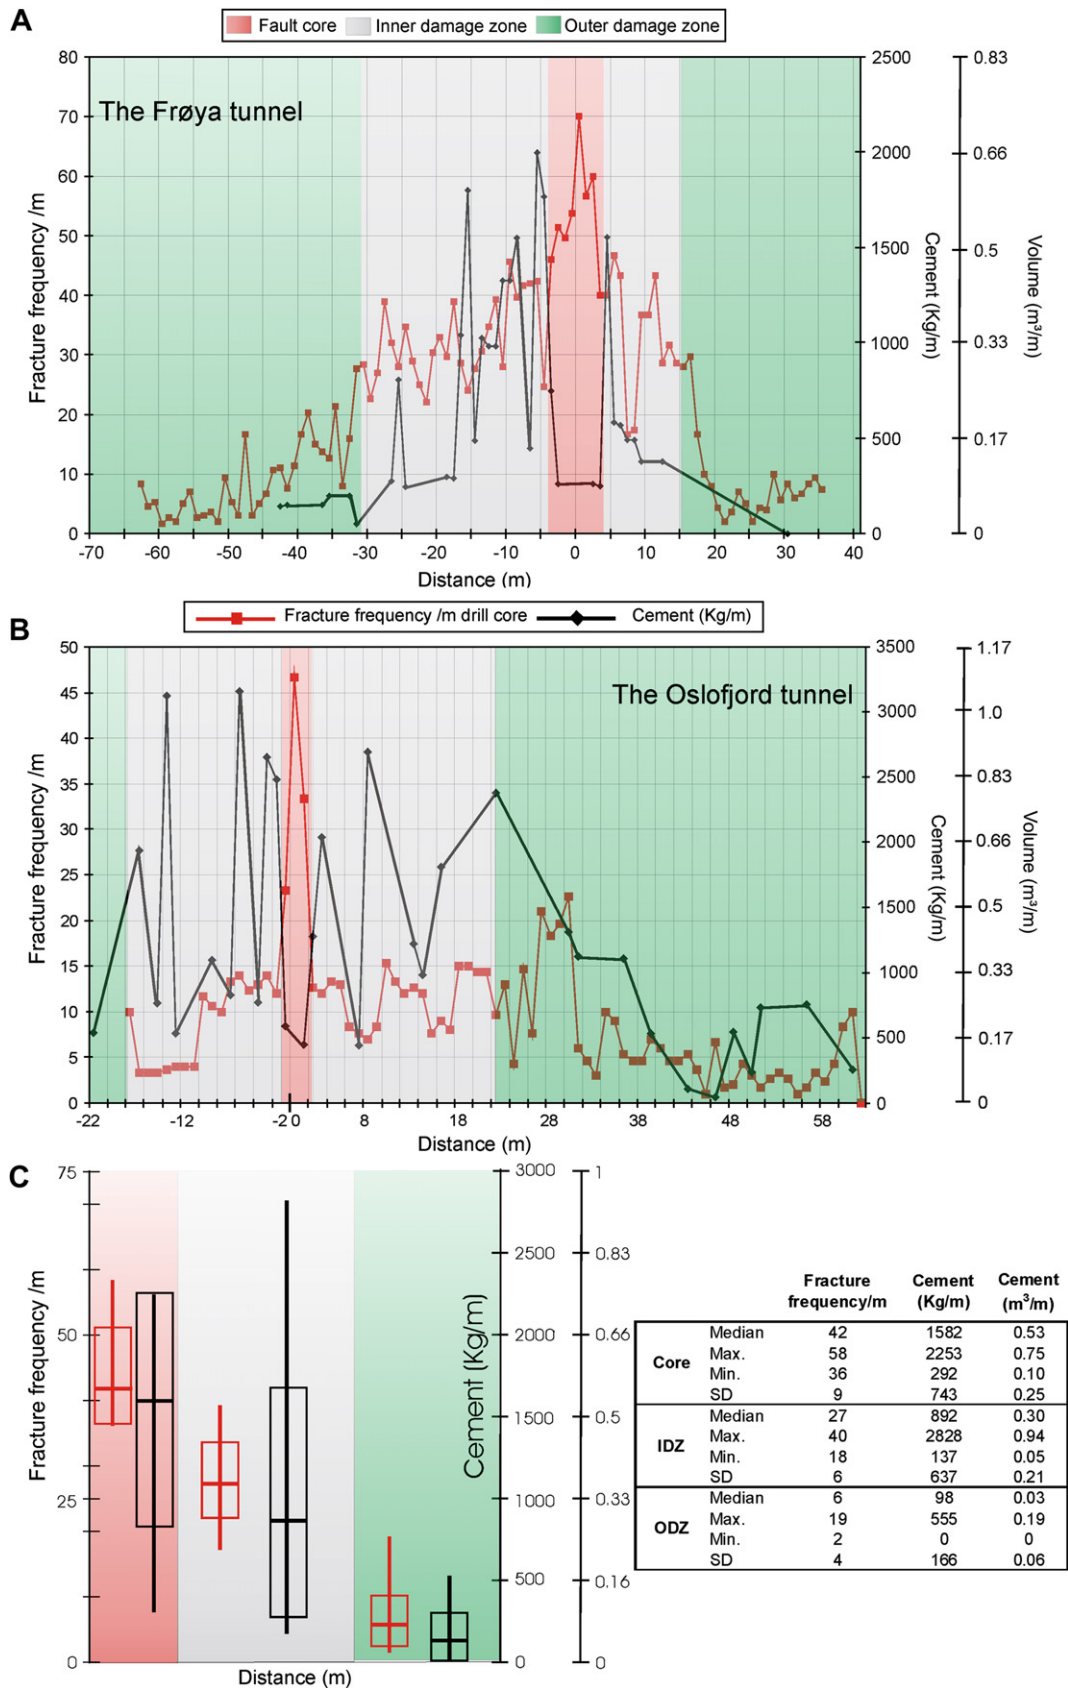 A
Fault core Inner damage zone Outer damage zone
The Frøya tunnel
Fracture frequency /m
80
70
60
50
40
30
20
10
0
-70 -60 -50 -40 -30 -20 -10 0 10 20 30 40
Distance (m)
2500
2000
1500
1000
500
0
Cement (Kg/m)
0.83
0.66
0.5
0.33
0.17
0
Volume (m³/m)
Fracture frequency /m drill core Cement (Kg/m)
B
The Oslofjord tunnel
Fracture frequency /m
50
45
40
35
30
25
20
15
10
5
0
-22 -12 -2 0 8 18 28 38 48 58
Distance (m)
3500
3000
2500
2000
1500
1000
500
0
Cement (Kg/m)
1.17
1.0
0.83
0.66
0.5
0.33
0.17
0
Volume (m³/m)
C
Fracture frequency /m
75
50
25
0
Distance (m)
3000
2500
2000
1500
1000
500
0
Cement (Kg/m)
1
0.83
0.66
0.5
0.33
0.16
0
Fracture Cement Cement
frequency/m (Kg/m) (m³/m)
Median 42 1582 0.53
Core Max. 58 2253 0.75
Min. 36 292 0.10
SD 9 743 0.25
Median 27 892 0.30
IDZ Max. 40 2828 0.94
Min. 18 137 0.05
SD 6 637 0.21
Median 6 98 0.03
ODZ Max. 19 555 0.19
Min. 2 0 0
SD 4 166 0.06